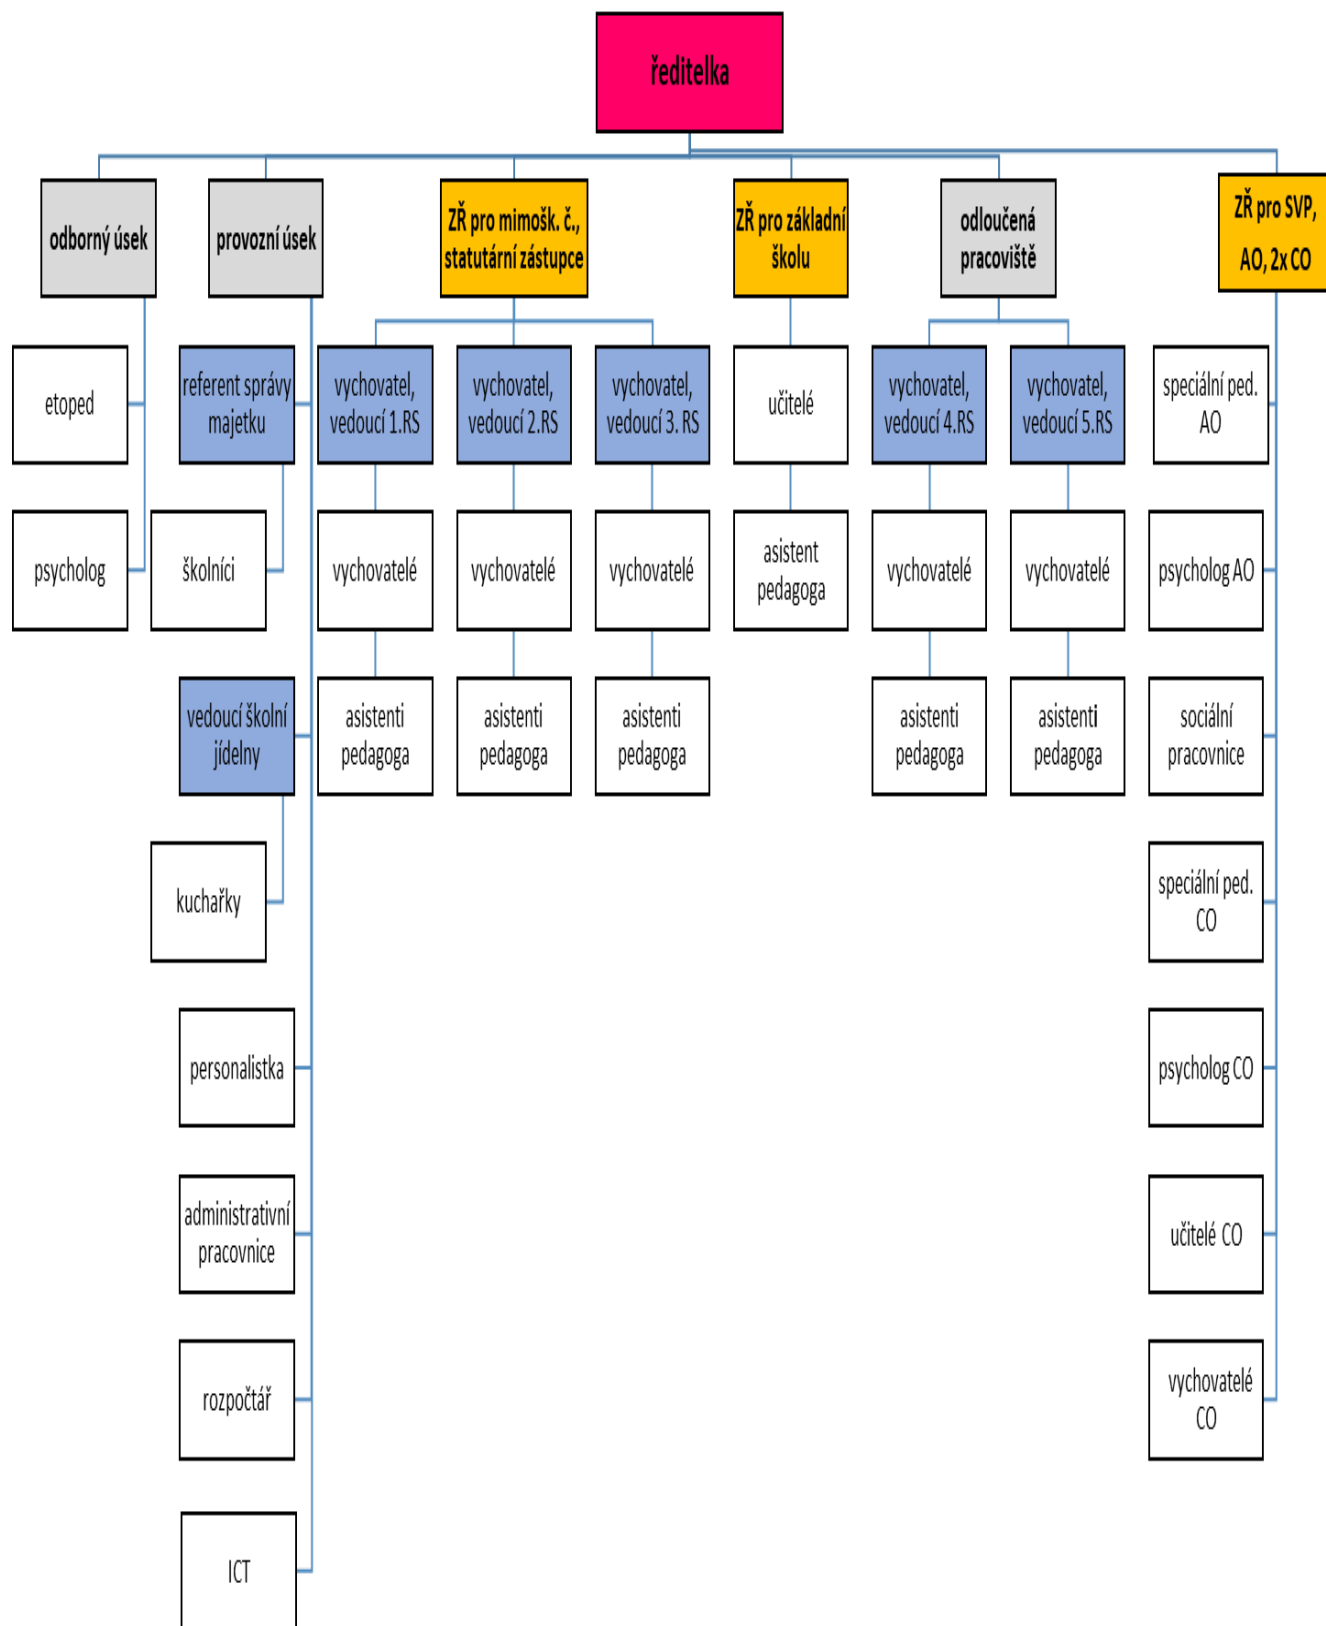 ředitelka
odborný úsek
provozní úsek
ZŘ pro mimošk. č.,
statutární zástupce
ZŘ pro základní
školu
odloučená
pracoviště
ZŘ pro SVP,
AO, 2x CO
etoped
referent správy
majetku
vychovatel,
vedoucí 1.RS
vychovatel,
vedoucí 2.RS
vychovatel,
vedoucí 3. RS
učitelé
vychovatel,
vedoucí 4.RS
vychovatel,
vedoucí 5.RS
speciální ped.
AO
psycholog
školníci
vychovatelé
vychovatelé
vychovatelé
asistent
pedagoga
vychovatelé
vychovatelé
psycholog AO
vedoucí školní
jídelny
asistenti
pedagoga
asistenti
pedagoga
asistenti
pedagoga
asistenti
pedagoga
asistenti
pedagoga
sociální
pracovnice
kuchařky
speciální ped.
CO
personalistka
psycholog CO
administrativní
pracovnice
učitelé CO
rozpočtář
vychovatelé
CO
ICT